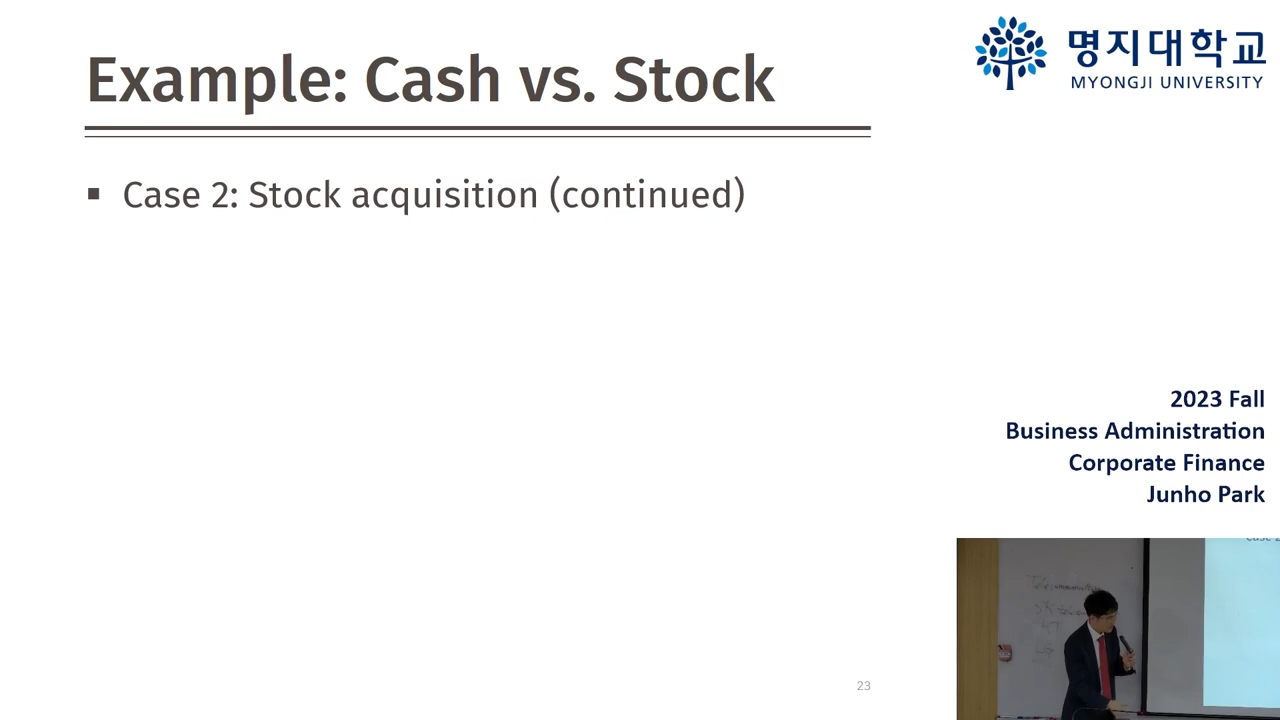 Example: Cash vs. Stock
명지대학교
MYONGJI UNIVERSITY
▪ Case 2: Stock acquisition (continued)
2023 Fall
Business Administration
Corporate Finance
Junho Park
23